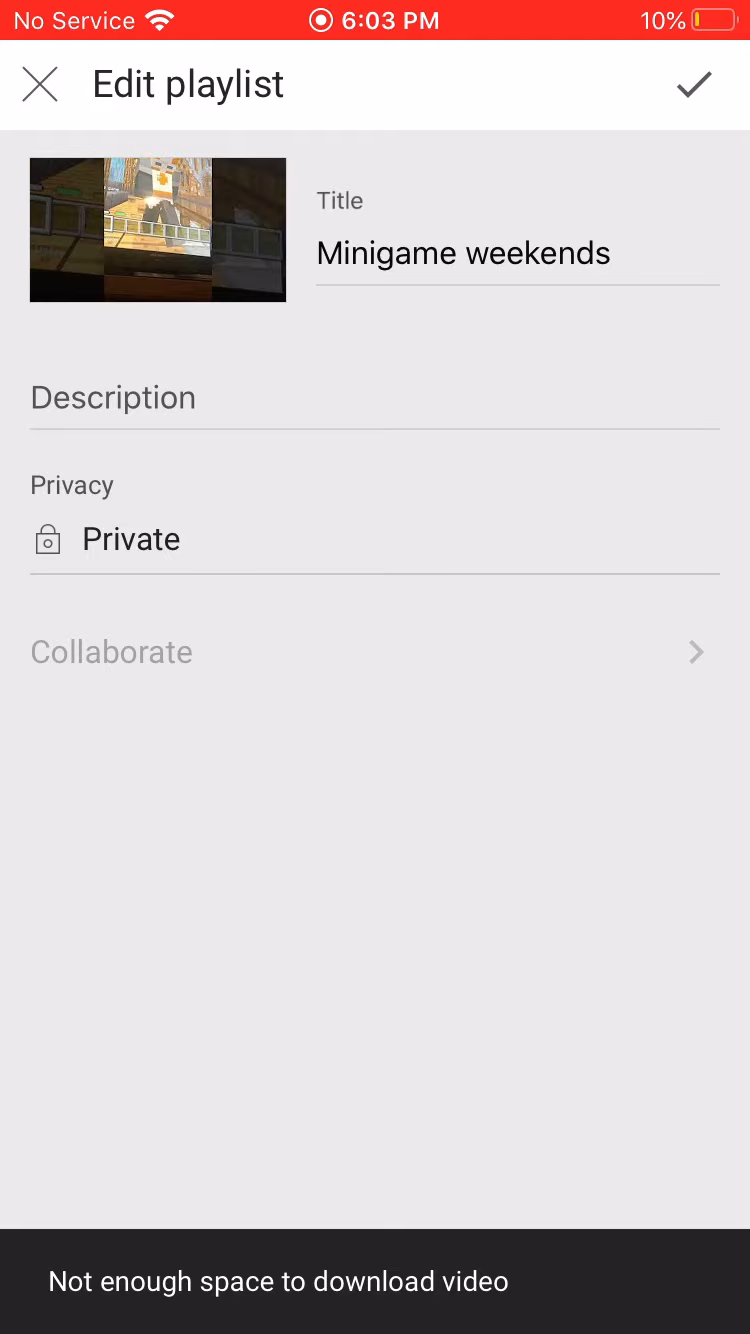 No Service 6:03 PM 10%
Edit playlist
Title
Minigame weekends
Description
Privacy
Private
Collaborate
Not enough space to download video